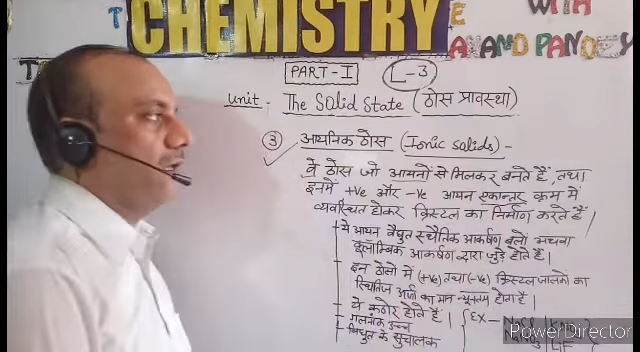 CHEMISTRY
WITH
ANAND PANDEY
PART-I L-3
Unit - The Solid State (ठोस प्रावस्था)
③ आयनिक ठोस (Ionic solids) -
वे ठोस जो आयनों से मिलकर बनते हैं, तथा
इनमें +ve और -ve आयन एकान्तर क्रम में
व्यवस्थित होकर क्रिस्टल का निर्माण करते हैं।
ये आयन वैधुत स्थैतिक आकर्षण बलों अथवा
कूलॉम्बिक आकर्षण द्वारा जुड़े होते हैं।
इन ठोसो में (+ve) तथा (-ve) क्रिस्टल जालकों का
स्थितिज ऊर्जा का मान न्यूनतम होता है।
ये कठोर होते हैं।
गलनांक उच्च
विधुत के सुचालक
Ex -
LiF
PowerDirector